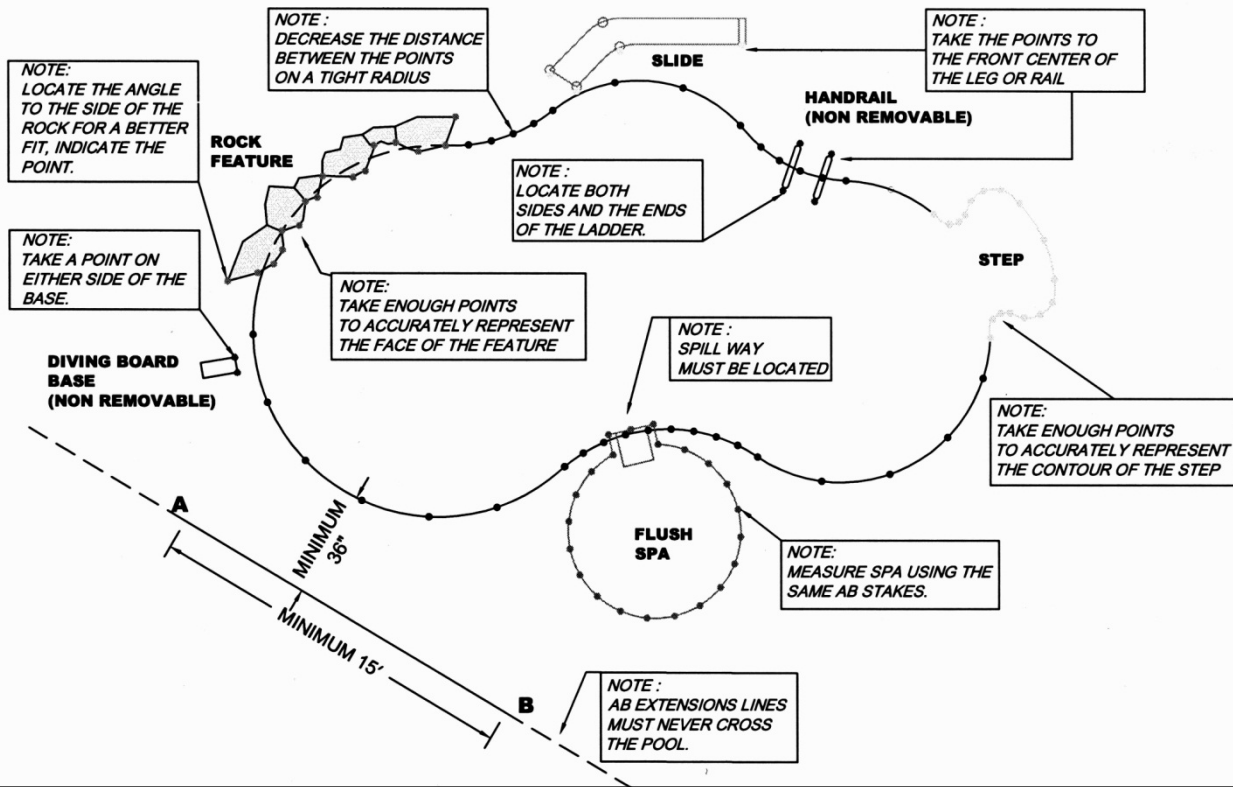 NOTE :
DECREASE THE DISTANCE
BETWEEN THE POINTS
ON A TIGHT RADIUS
SLIDE
NOTE :
TAKE THE POINTS TO
THE FRONT CENTER OF
THE LEG OR RAIL
NOTE:
LOCATE THE ANGLE
TO THE SIDE OF THE
ROCK FOR A BETTER
FIT, INDICATE THE
POINT.
ROCK
FEATURE
HANDRAIL
(NON REMOVABLE)
NOTE :
LOCATE BOTH
SIDES AND THE ENDS
OF THE LADDER.
NOTE:
TAKE A POINT ON
EITHER SIDE OF THE
BASE.
STEP
NOTE:
TAKE ENOUGH POINTS
TO ACCURATELY REPRESENT
THE FACE OF THE FEATURE
NOTE :
SPILL WAY
MUST BE LOCATED
DIVING BOARD
BASE
(NON REMOVABLE)
NOTE:
TAKE ENOUGH POINTS
TO ACCURATELY REPRESENT
THE CONTOUR OF THE STEP
A
MINIMUM
36"
FLUSH
SPA
NOTE:
MEASURE SPA USING THE
SAME AB STAKES.
MINIMUM 15'
B
NOTE :
AB EXTENSIONS LINES
MUST NEVER CROSS
THE POOL.